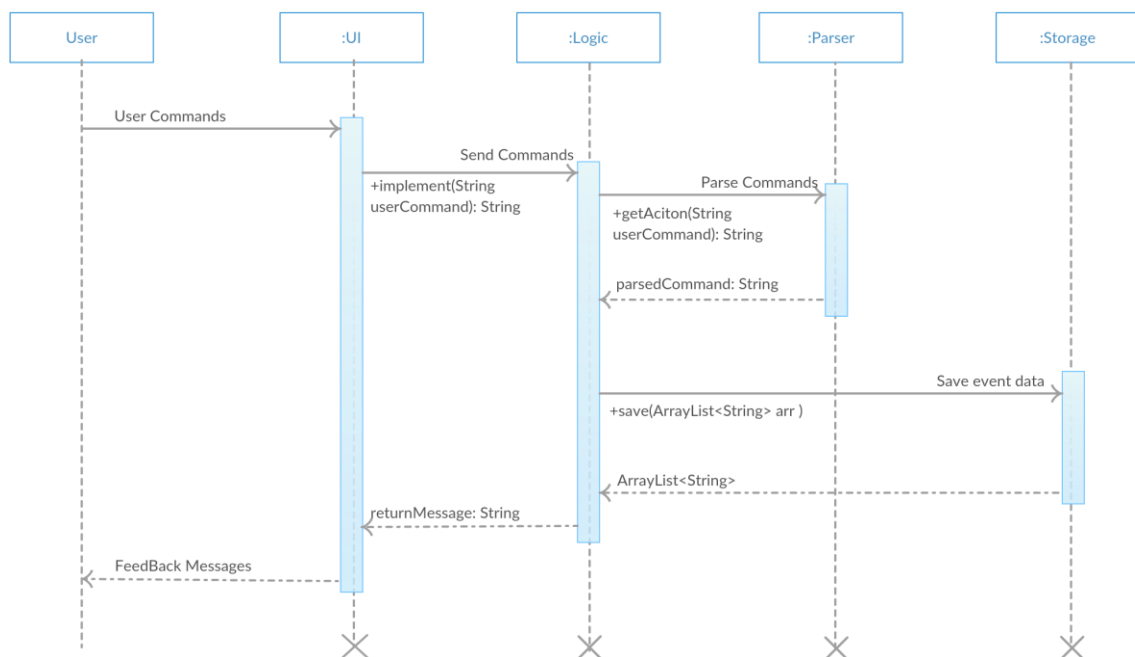 User
:UI
:Logic
:Parser
:Storage
User Commands
Send Commands
+implement(String
userCommand): String
Parse Commands
+getAciton(String
userCommand): String
parsedCommand: String
Save event data
+save(ArrayList<String> arr )
ArrayList<String>
returnMessage: String
FeedBack Messages